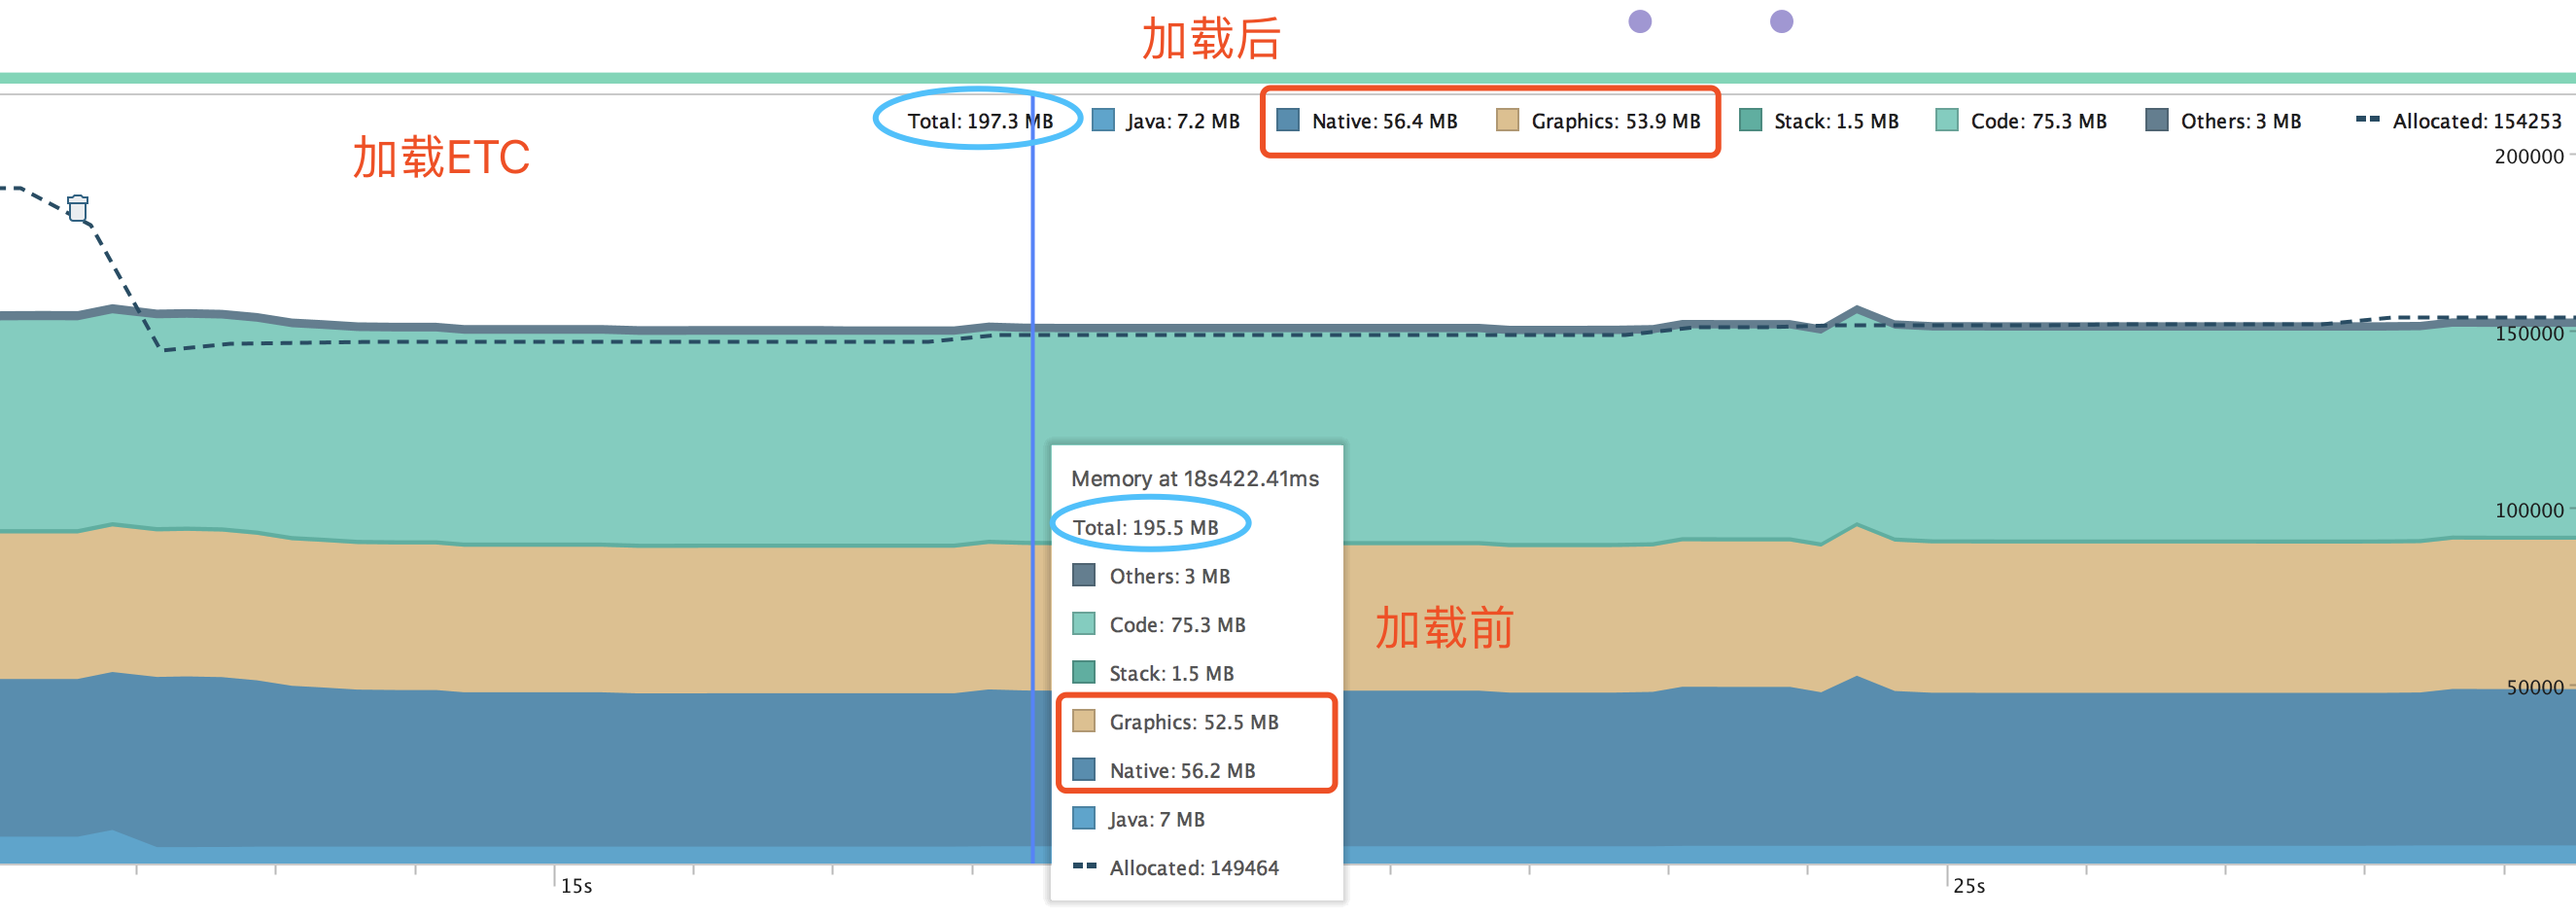 加载后
Total: 197.3 MB Java: 7.2 MB Native: 56.4 MB Graphics: 53.9 MB Stack: 1.5 MB Code: 75.3 MB Others: 3 MB Allocated: 154253
加载ETC
200000
150000
Memory at 18s422.41ms
Total: 195.5 MB
100000
Others: 3 MB
Code: 75.3 MB
加载前
Stack: 1.5 MB
50000
Graphics: 52.5 MB
Native: 56.2 MB
Java: 7 MB
Allocated: 149464
15s
25s